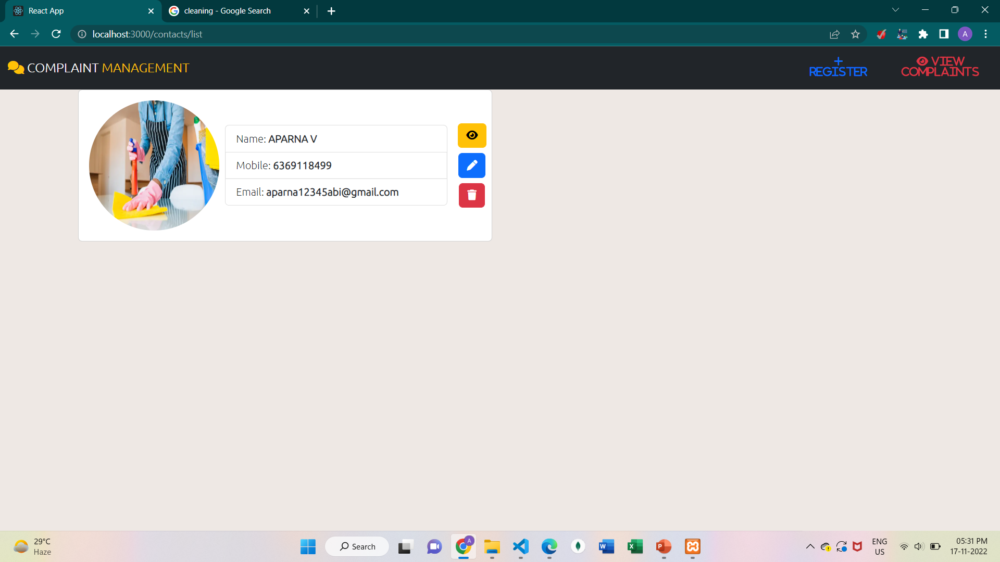 React App
cleaning - Google Search
localhost:3000/contacts/list
A
COMPLAINT MANAGEMENT
REGISTER
VIEW
COMPLAINTS
Name: APARNA V
Mobile: 6369118499
Email: aparna12345abi@gmail.com
29°C
Haze
Search
A
ENG
US
05:31 PM
17-11-2022